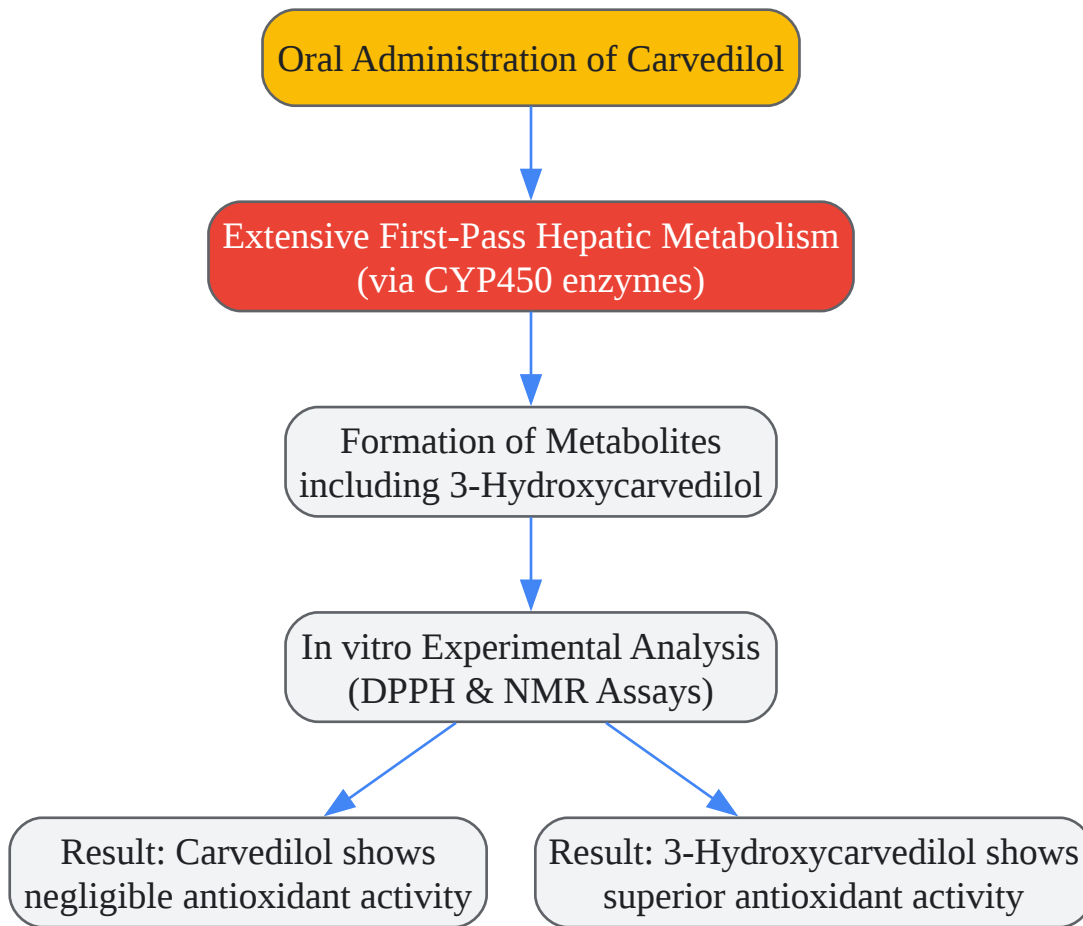 Oral Administration of Carvedilol
Extensive First-Pass Hepatic Metabolism
(via CYP450 enzymes)
Formation of Metabolites
including 3-Hydroxycarvedilol
In vitro Experimental Analysis
(DPPH & NMR Assays)
Result: Carvedilol shows
negligible antioxidant activity
Result: 3-Hydroxycarvedilol shows
superior antioxidant activity